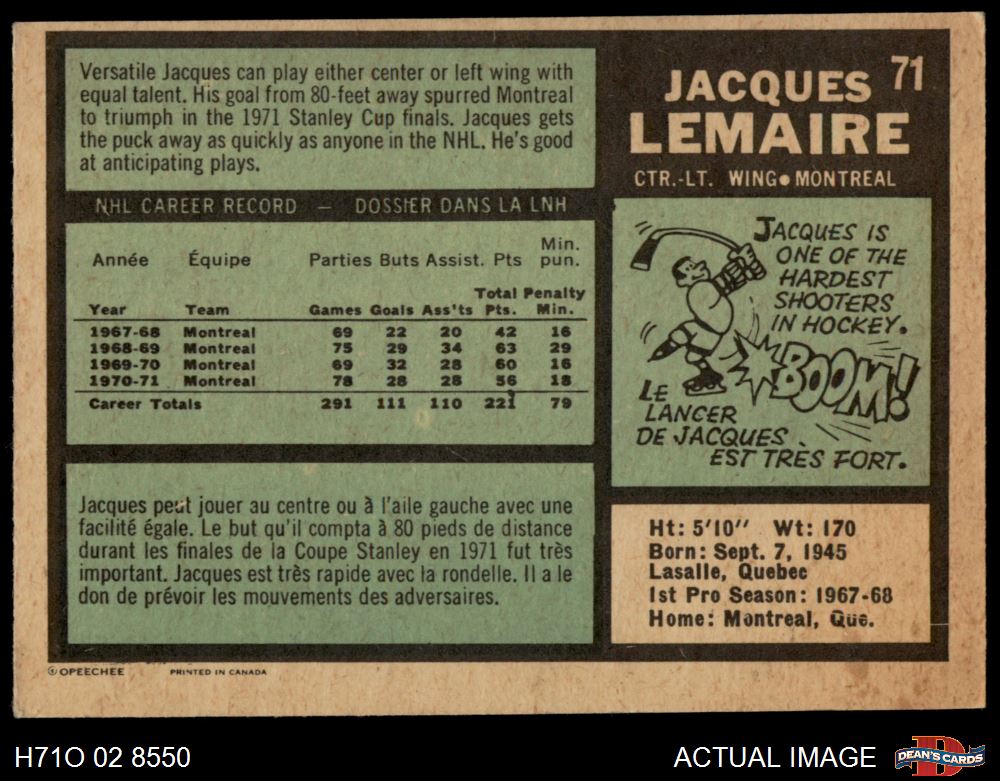 Versatile Jacques can play either center or left wing with
equal talent. His goal from 80-feet away spurred Montreal
to triumph in the 1971 Stanley Cup finals. Jacques gets
the puck away as quickly as anyone in the NHL. He's good
at anticipating plays.
JACQUES 71
LEMAIRE
CTR.-LT. WING●MONTREAL
NHL CAREER RECORD — DOSSIER DANS LA LNH
Min.
Année Équipe Parties Buts Assist. Pts pun.
Total Penalty
Year Team Games Goals Ass'ts Pts. Min.
1967-68 Montreal 69 22 20 42 16
1968-69 Montreal 75 29 34 63 29
1969-70 Montreal 69 32 28 60 16
1970-71 Montreal 78 28 28 56 18
Career Totals 291 111 110 221 79
JACQUES IS
ONE OF THE
HARDEST
SHOOTERS
IN HOCKEY.
BOOM!
LE
LANCER
DE JACQUES
EST TRÈS FORT.
Jacques peut jouer au centre ou à l'aile gauche avec une
facilité égale. Le but qu'il compta à 80 pieds de distance
durant les finales de la Coupe Stanley en 1971 fut très
important. Jacques est très rapide avec la rondelle. Il a le
don de prévoir les mouvements des adversaires.
Ht: 5'10" Wt: 170
Born: Sept. 7, 1945
Lasalle, Quebec
1st Pro Season: 1967-68
Home: Montreal, Que.
©OPEECHEE PRINTED IN CANADA
H71O 02 8550 ACTUAL IMAGE D DEAN'S CARDS